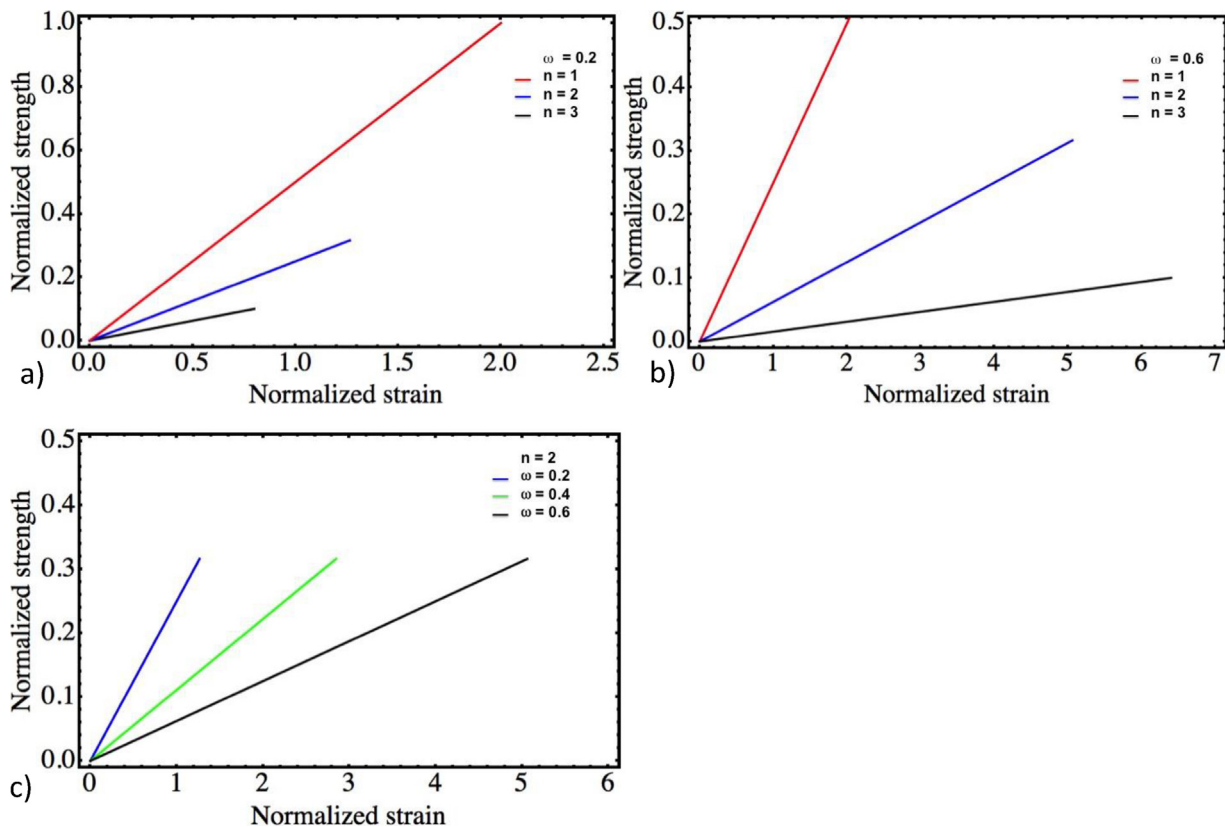 1.0
0.8
0.6
0.4
0.2
0.0
Normalized strength
ω = 0.2
n = 1
n = 2
n = 3
0.0 0.5 1.0 1.5 2.0 2.5
Normalized strain
a)
0.5
0.4
0.3
0.2
0.1
0.0
Normalized strength
ω = 0.6
n = 1
n = 2
n = 3
0 1 2 3 4 5 6 7
Normalized strain
b)
0.5
0.4
0.3
0.2
0.1
0.0
Normalized strength
n = 2
ω = 0.2
ω = 0.4
ω = 0.6
0 1 2 3 4 5 6
Normalized strain
c)